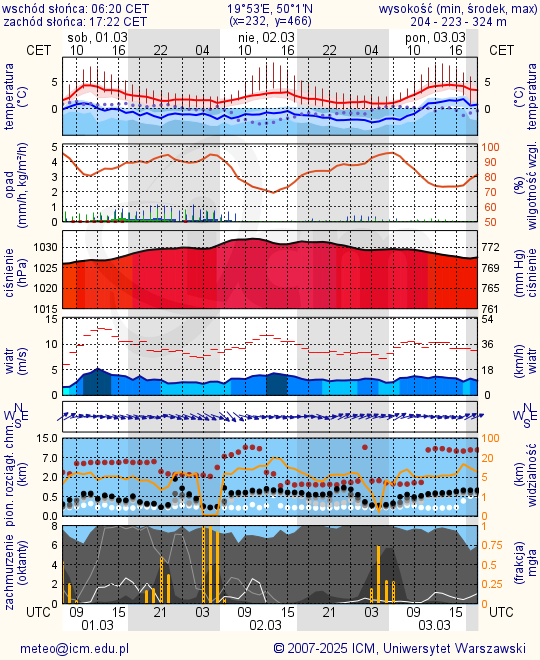 wschód słońca: 06:20 CET 19°53'E, 50°1'N wysokość (min, środek, max)
zachód słońca: 17:22 CET (x=232, y=466) 204 - 223 - 324 m
sob, 01.03 nie, 02.03 pon, 03.03
CET 10 16 22 04 10 16 22 04 10 16 CET
temperatura (°C) 5 0 5 0 (°C) temperatura
opad (mm/h, kg/m²/h) 5 4 3 2 1 0 100 90 80 70 60 50 (%) wilgotność wzgl.
ciśnienie (hPa) 1030 1025 1020 1015 772 769 765 761 (mm Hg) ciśnienie
wiatr (m/s) 15 10 5 0 54 36 18 0 (km/h) wiatr
N W E S N W E S
pion. rozciągł. chm. (km) 15.0 10.0 2.0 0.5 0.0 100 20 5 1 0 (km) widzialność
zachmurzenie (oktanty) 8 6 4 2 0 1 0.75 0.5 0.25 0 (frakcja) mgła
UTC 09 15 21 03 09 15 21 03 09 15 UTC
01.03 02.03 03.03
meteo@icm.edu.pl © 2007-2025 ICM, Uniwersytet Warszawski